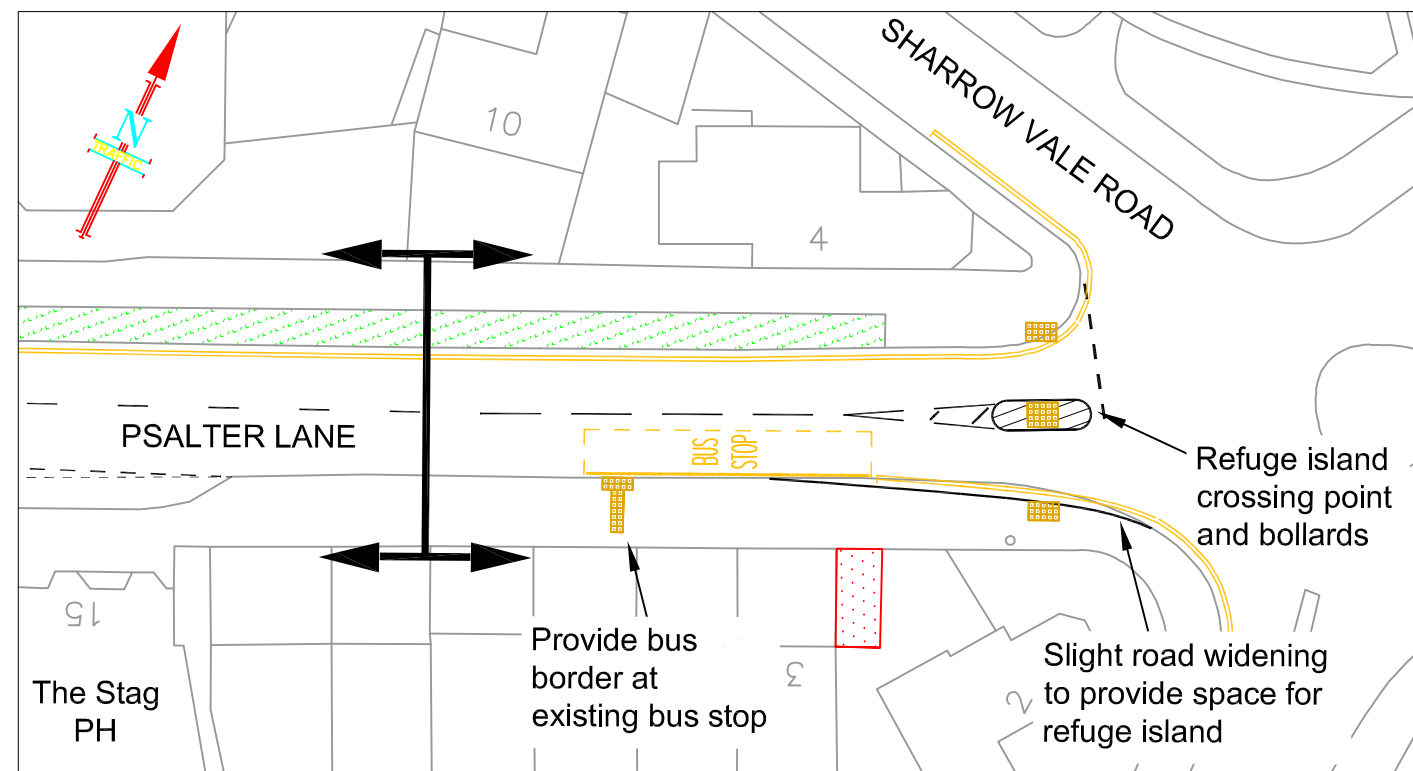 SHARROW VALE ROAD
10
N
TRAFFIC
4
PSALTER LANE
BUS
STOP
Refuge island
crossing point
and bollards
15
Provide bus
border at
existing bus stop
3
2
Slight road widening
to provide space for
refuge island
The Stag
PH